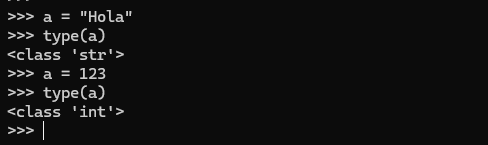 >>> a = "Hola"
>>> type(a)
<class 'str'>
>>> a = 123
>>> type(a)
<class 'int'>
>>>